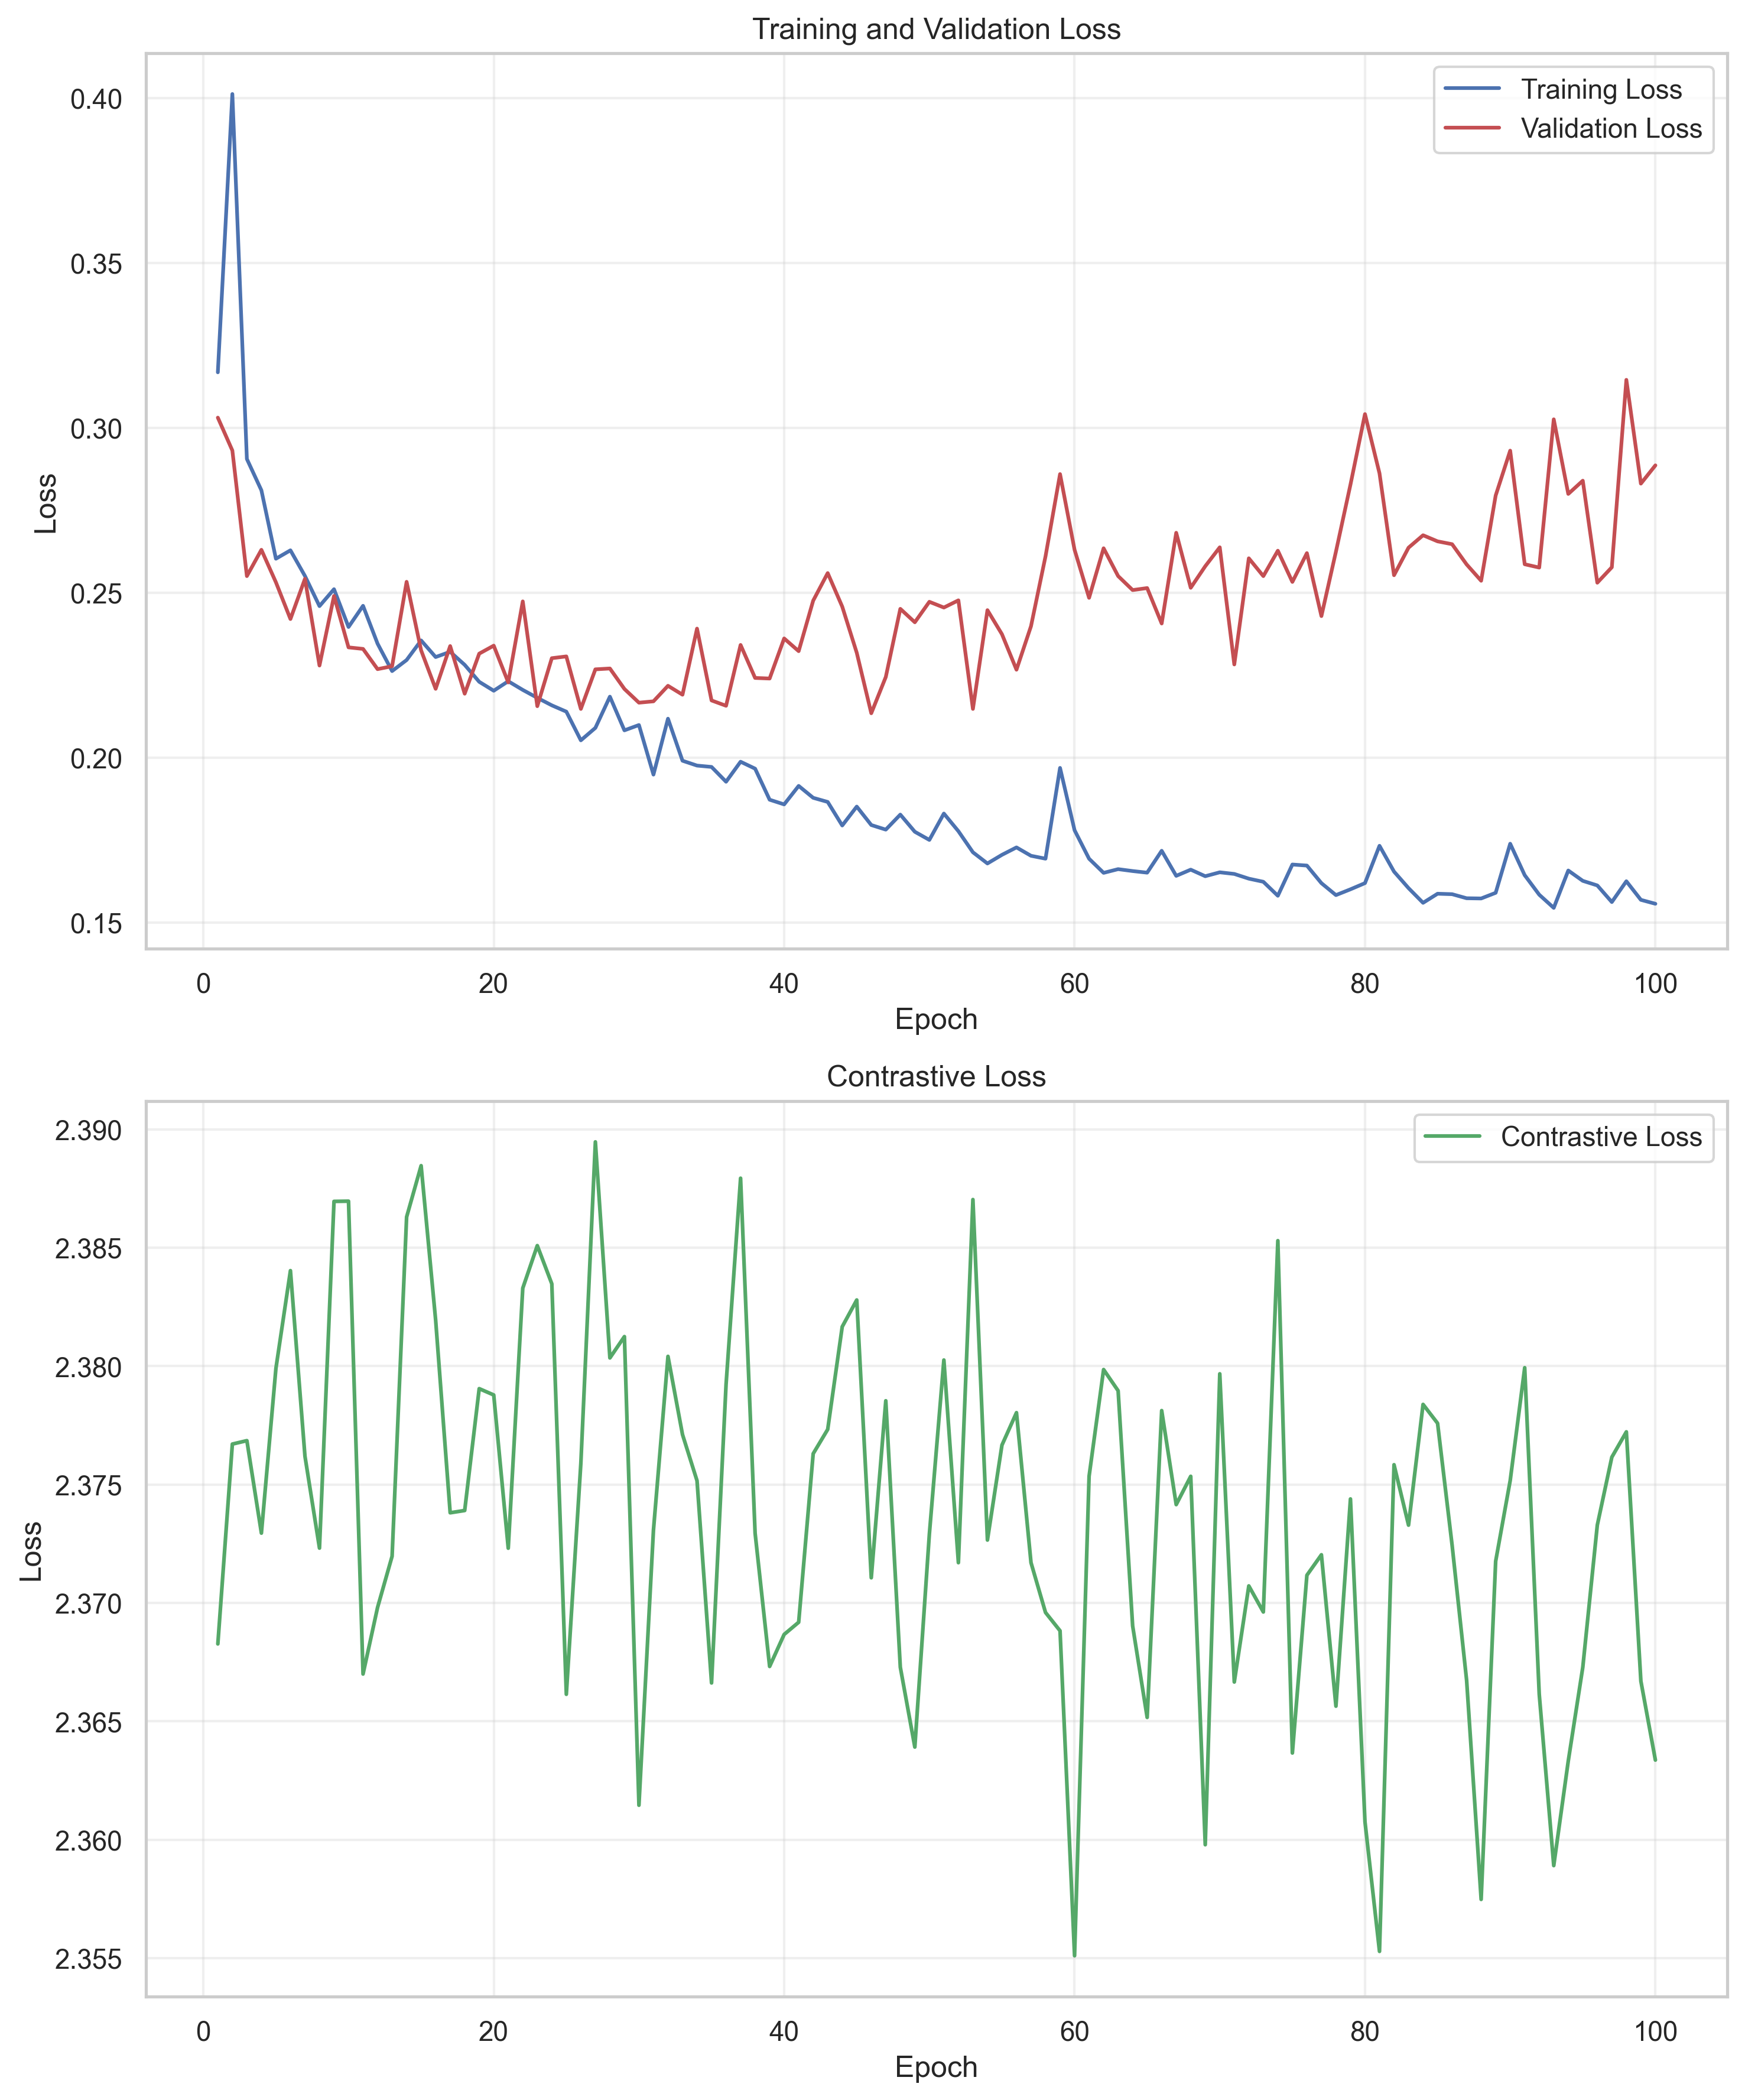 Training and Validation Loss
Training Loss
Validation Loss
0.40
0.35
0.30
0.25
0.20
0.15
Loss
0 20 40 60 80 100
Epoch
Contrastive Loss
Contrastive Loss
2.390
2.385
2.380
2.375
2.370
2.365
2.360
2.355
Loss
0 20 40 60 80 100
Epoch